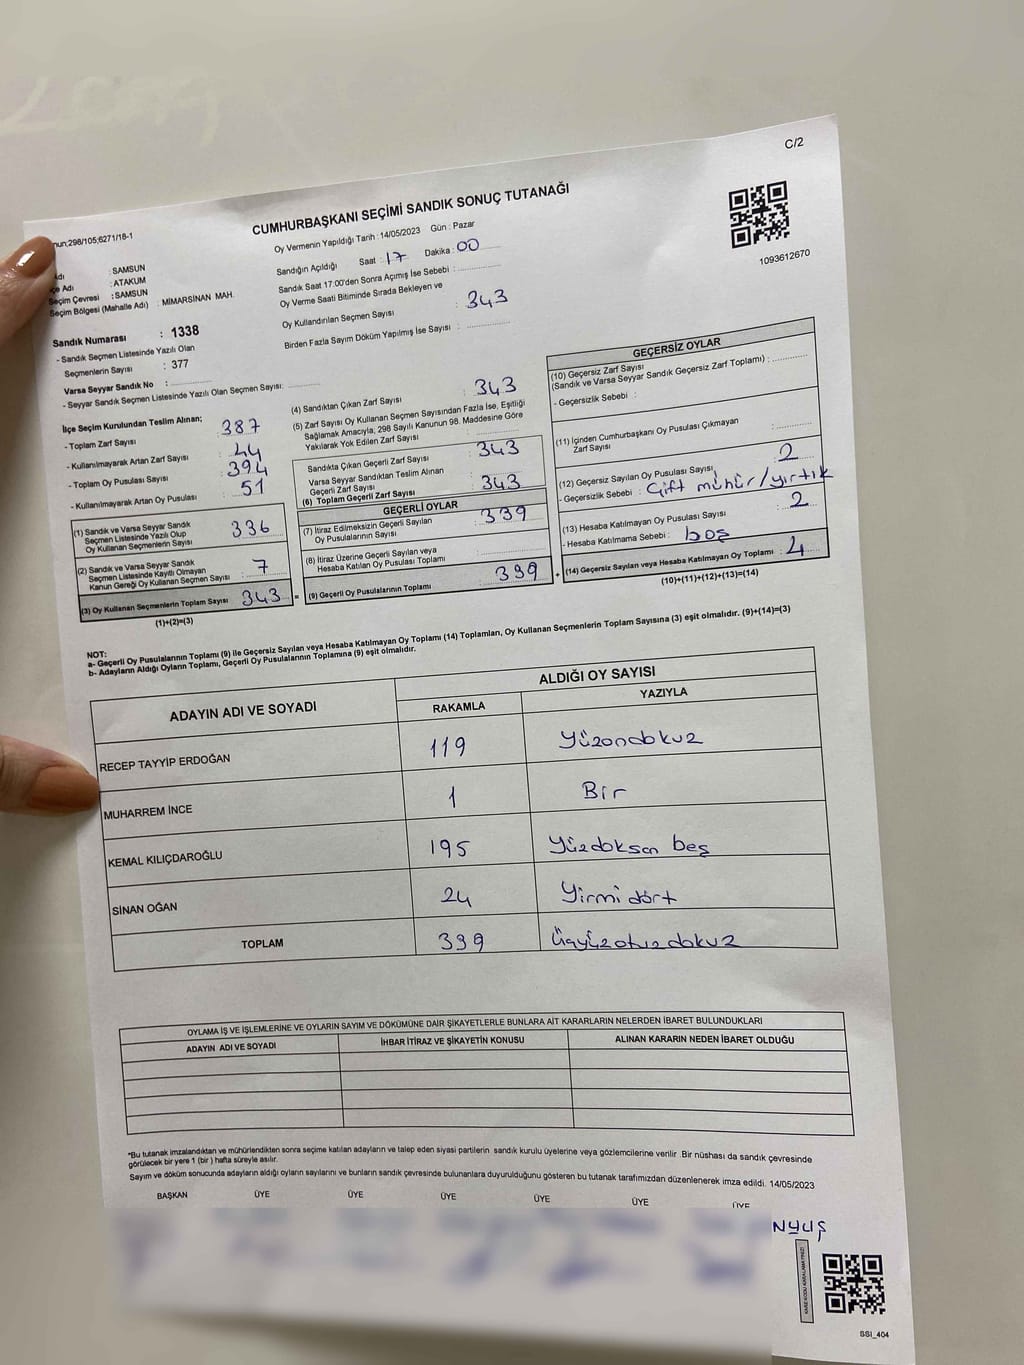 C/2
CUMHURBAŞKANI SEÇİMİ SANDIK SONUÇ TUTANAĞI
nun;298/105;6271/18-1
Oy Vermenin Yapıldığı Tarih : 14/05/2023 Gün : Pazar
1093612670
adı : SAMSUN
çe Adı : ATAKUM
Seçim Çevresi : SAMSUN
Seçim Bölgesi (Mahalle Adı) : MİMARSİNAN MAH.
Sandığın Açıldığı Saat : 17 Dakika : 00
Sandık Saat 17:00'den Sonra Açımış İse Sebebi :
Oy Verme Saati Bitiminde Sırada Bekleyen ve
Oy Kullandırılan Seçmen Sayısı : 343
Birden Fazla Sayım Döküm Yapılmış İse Sayısı :
Sandık Numarası : 1338
- Sandık Seçmen Listesinde Yazılı Olan
Seçmenlerin Sayısı : 377
Varsa Seyyar Sandık No :
- Seyyar Sandık Seçmen Listesinde Yazılı Olan Seçmen Sayısı:
İlçe Seçim Kurulundan Teslim Alınan;
- Toplam Zarf Sayısı : 387
- Kullanılmayarak Artan Zarf Sayısı : 44
- Toplam Oy Pusulası Sayısı : 394
- Kullanılmayarak Artan Oy Pusulası : 51
(1) Sandık ve Varsa Seyyar Sandık
Seçmen Listesinde Yazılı Olup
Oy Kullanan Seçmenlerin Sayısı : 336
(2) Sandık ve Varsa Seyyar Sandık
Seçmen Listesinde Kayıtlı Olmayan
Kanun Gereği Oy Kullanan Seçmen Sayısı : 7
(3) Oy Kullanan Seçmenlerin Toplam Sayısı 343 =
(1)+(2)=(3)
(4) Sandıktan Çıkan Zarf Sayısı : 343
(5) Zarf Sayısı Oy Kullanan Seçmen Sayısından Fazla İse, Eşitliği
Sağlamak Amacıyla; 298 Sayılı Kanunun 98. Maddesine Göre
Yakılarak Yok Edilen Zarf Sayısı :
Sandıkta Çıkan Geçerli Zarf Sayısı : 343
Varsa Seyyar Sandıktan Teslim Alınan
Geçerli Zarf Sayısı
(6) Toplam Geçerli Zarf Sayısı : 343
GEÇERLİ OYLAR
(7) İtiraz Edilmeksizin Geçerli Sayılan
Oy Pusulalarının Sayısı : 339
(8) İtiraz Üzerine Geçerli Sayılan veya
Hesaba Katılan Oy Pusulası Toplamı :
(9) Geçerli Oy Pusulalarının Toplamı : 339 +
GEÇERSİZ OYLAR
(10) Geçersiz Zarf Sayısı
(Sandık ve Varsa Seyyar Sandık Geçersiz Zarf Toplamı) :
- Geçersizlik Sebebi :
(11) İçinden Cumhurbaşkanı Oy Pusulası Çıkmayan
Zarf Sayısı :
(12) Geçersiz Sayılan Oy Pusulası Sayısı : 2
- Geçersizlik Sebebi : Çift mühür/yırtık
(13) Hesaba Katılmayan Oy Pusulası Sayısı : 2
- Hesaba Katılmama Sebebi : boş
(14) Geçersiz Sayılan veya Hesaba Katılmayan Oy Toplamı : 4
(10)+(11)+(12)+(13)=(14)
NOT:
a- Geçerli Oy Pusulalarının Toplamı (9) ile Geçersiz Sayılan veya Hesaba Katılmayan Oy Toplamı (14) Toplamları, Oy Kullanan Seçmenlerin Toplam Sayısına (3) eşit olmalıdır. (9)+(14)=(3)
b- Adayların Aldığı Oyların Toplamı, Geçerli Oy Pusulalarının Toplamına (9) eşit olmalıdır.
ADAYIN ADI VE SOYADI ALDIĞI OY SAYISI
RAKAMLA YAZIYLA
RECEP TAYYİP ERDOĞAN 119 Yüzondokuz
MUHARREM İNCE 1 Bir
KEMAL KILIÇDAROĞLU 195 Yüzdoksan beş
SİNAN OĞAN 24 Yirmi dört
TOPLAM 339 Üçyüzotuzdokuz
OYLAMA İŞ VE İŞLEMLERİNE VE OYLARIN SAYIM VE DÖKÜMÜNE DAİR ŞİKAYETLERLE BUNLARA AİT KARARLARIN NELERDEN İBARET BULUNDUKLARI
ADAYIN ADI VE SOYADI İHBAR İTİRAZ VE ŞİKAYETİN KONUSU ALINAN KARARIN NEDEN İBARET OLDUĞU
*Bu tutanak imzalandıktan ve mühürlendikten sonra seçime katılan adayların ve talep eden siyasi partilerin sandık kurulu üyelerine veya gözlemcilerine verilir .Bir nüshası da sandık çevresinde
görülecek bir yere 1 (bir ) hafta süreyle asılır.
Sayım ve döküm sonucunda adayların aldığı oyların sayılarını ve bunların sandık çevresinde bulunanlara duyurulduğunu gösteren bu tutanak tarafımızdan düzenlenerek imza edildi. 14/05/2023
BAŞKAN ÜYE ÜYE ÜYE ÜYE ÜYE ÜYE
SSI_404